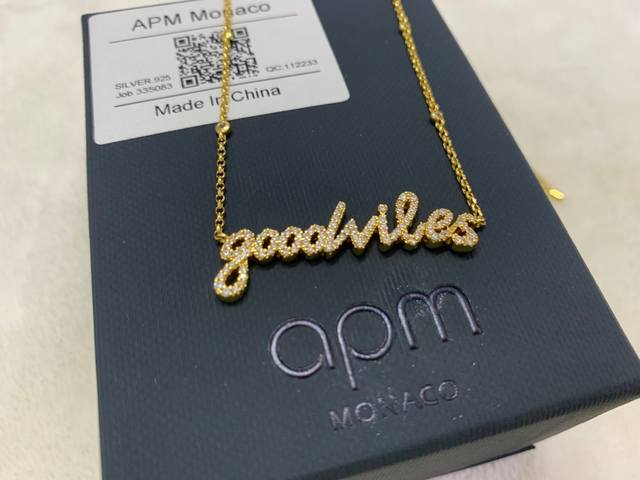 APM Monaco
SILVER 925
QC:112233
Job 335083
Made In China
goodvibes
apm
MONACO